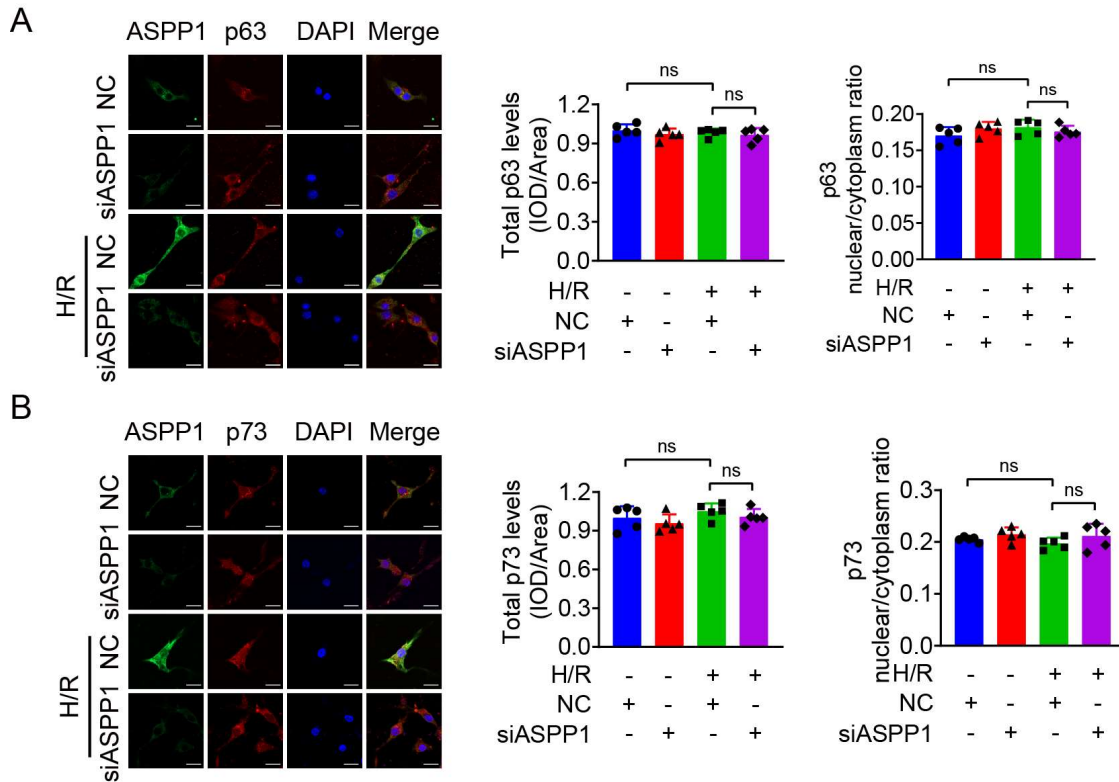 A
ASPP1 p63 DAPI Merge
NC
siASPP1
NC
siASPP1
H/R
ns
ns
Total p63 levels
(IOD/Area)
1.2
0.9
0.6
0.3
0.0
H/R - - + +
NC + - + -
siASPP1 - + - +
ns
ns
p63
nuclear/cytoplasm ratio
0.20
0.15
0.10
0.05
0.00
H/R - - + +
NC + - + -
siASPP1 - + - +
B
ASPP1 p73 DAPI Merge
NC
siASPP1
NC
siASPP1
H/R
ns
ns
Total p73 levels
(IOD/Area)
1.2
0.9
0.6
0.3
0.0
H/R - - + +
NC + - + -
siASPP1 - + - +
ns
ns
p73
nuclear/cytoplasm ratio
0.3
0.2
0.1
0.0
H/R - - + +
NC + - + -
siASPP1 - + - +